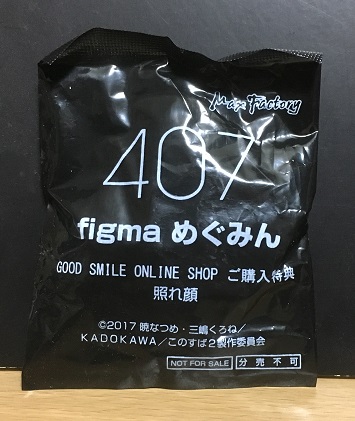 Max Factory
407
figma めぐみん
GOOD SMILE ONLINE SHOP ご購入特典
照れ顔
©2017 暁なつめ・三嶋くろね/
KADOKAWA/このすば2製作委員会
NOT FOR SALE 分売不可